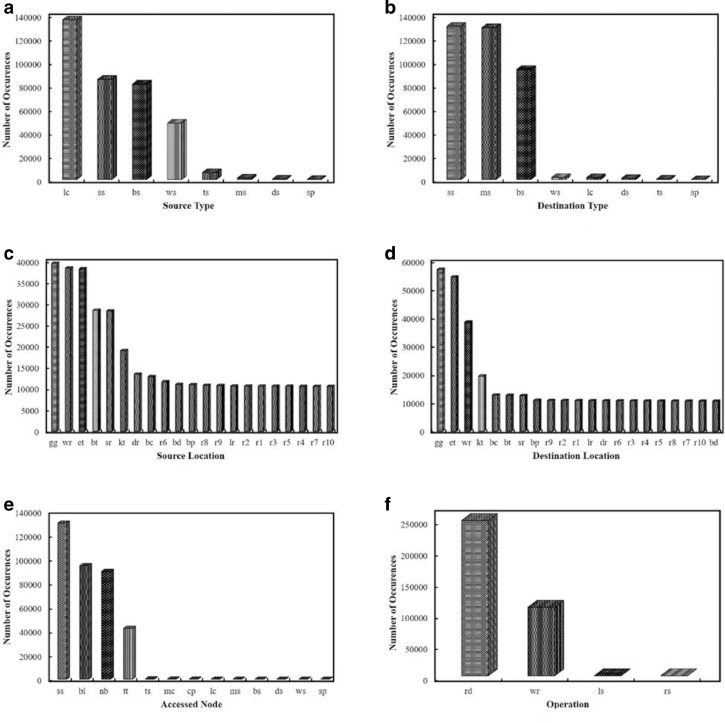 a
140000
120000
100000
80000
60000
40000
20000
0
Number of Occurences
lc ss bs ws ts ms ds sp
Source Type
b
140000
120000
100000
80000
60000
40000
20000
0
Number of Occurences
ss ms bs ws lc ds ts sp
Destination Type
c
40000
35000
30000
25000
20000
15000
10000
5000
0
Number of Occurences
gg wr et bt sr kt dr bc r6 bd bp r8 r9 lr r2 r1 r3 r5 r4 r7 r10
Source Location
d
60000
50000
40000
30000
20000
10000
0
Number of Occurences
gg et wr kt bc bt sr bp r9 r2 r1 lr dr r6 r3 r4 r5 r8 r7 r10 bd
Destination Location
e
140000
120000
100000
80000
60000
40000
20000
0
Number of Occurences
ss bl nb tt ts mc cp lc ms bs ds ws sp
Accessed Node
f
250000
200000
150000
100000
50000
0
Number of Occurences
rd wr ls rs
Operation